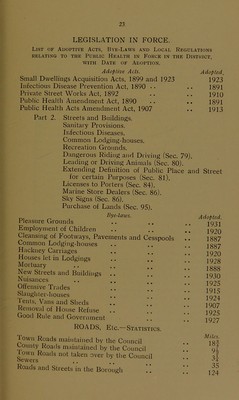 23
LEGISLATION IN FORCE.
LIST OF ADOPTIVE ACTS, BYE-LAWS AND LOCAL REGULATIONS
RELATING TO THE PUBLIC HEALTH IN FORCE IN THE DISTRICT,
WITH DATE OF ADOPTION.
Adoptive Acts. Adopted.
Small Dwellings Acquisition Acts, 1899 and 1923 1923
Infectious Disease Prevention Act, 1890 .. .. 1891
Private Street Works Act, 1892 .. .. 1910
Public Health Amendment Act, 1890 .. .. 1891
Public Health Acts Amendment Act, 1907 .. 1913
Part 2. Streets and Buildings.
Sanitary Provisions.
Infectious Diseases.
Common Lodging-houses.
Recreation Grounds.
Dangerous Riding and Driving (Sec. 79).
Leading or Driving Animals (Sec. 80).
Extending Definition of Public Place and Street
for certain Purposes (Sec. 81).
Licenses to Porters (Sec. 84).
Marine Store Dealers (Sec. 86).
Sky Signs (Sec. 86).
Purchase of Lands (Sec. 95).
Bye-laws. Adopted.
Pleasure Grounds .. .. .. 1931
Employment of Children .. .. .. 1920
Cleansing of Footways, Pavements and Cesspools .. 1887
Common Lodging-houses .. .. .. 1887
Hackney Carriages .. .. .. 1920
Houses let in Lodgings .. .. .. 1928
Mortuary .. .. .. 1888
New Streets and Buildings .. .. .. 1930
Nuisances .. .. .. 1925
Offensive Trades .. .. .. 1915
Slaughter-houses .. .. .. 1924
Tents, Vans and Sheds .. .. .. 1907
Removal of House Refuse .. .. .. 1925
Good Rule and Government .. .. .. 1927
ROADS, ETC.—STATISTICS.
Miles.
Town Roads maintained by the Council .. 18¾
County Roads maintained by the Council ..
Town Roads not taken over by the Council ..
Sewers .. .. .. 35
Roads and Streets in the Borough .. 124